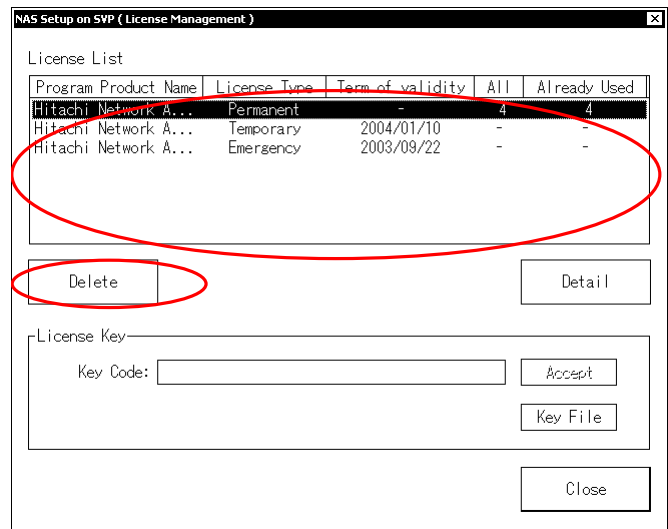 NAS Setup on SVP ( License Management )
License List
Program Product Name License Type Term of validity All Already Used
Hitachi Network A... Permanent - 4 4
Hitachi Network A... Temporary 2004/01/10 - -
Hitachi Network A... Emergency 2003/09/22 - -
Delete Detail
License Key
Key Code: Accept
Key File
Close